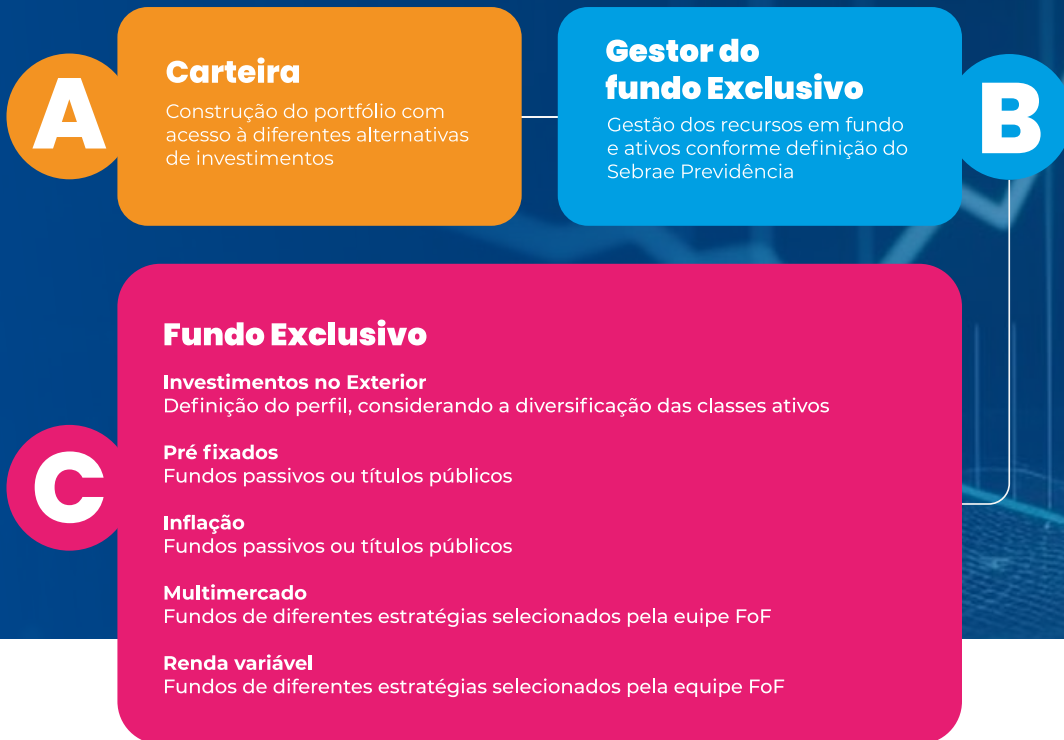 A
Carteira
Construção do portfólio com
acesso à diferentes alternativas
de investimentos
Gestor do
fundo Exclusivo
Gestão dos recursos em fundo
e ativos conforme definição do
Sebrae Previdência
B
C
Fundo Exclusivo
Investimentos no Exterior
Definição do perfil, considerando a diversificação das classes ativos
Pré fixados
Fundos passivos ou títulos públicos
Inflação
Fundos passivos ou títulos públicos
Multimercado
Fundos de diferentes estratégias selecionados pela euipe FoF
Renda variável
Fundos de diferentes estratégias selecionados pela equipe FoF